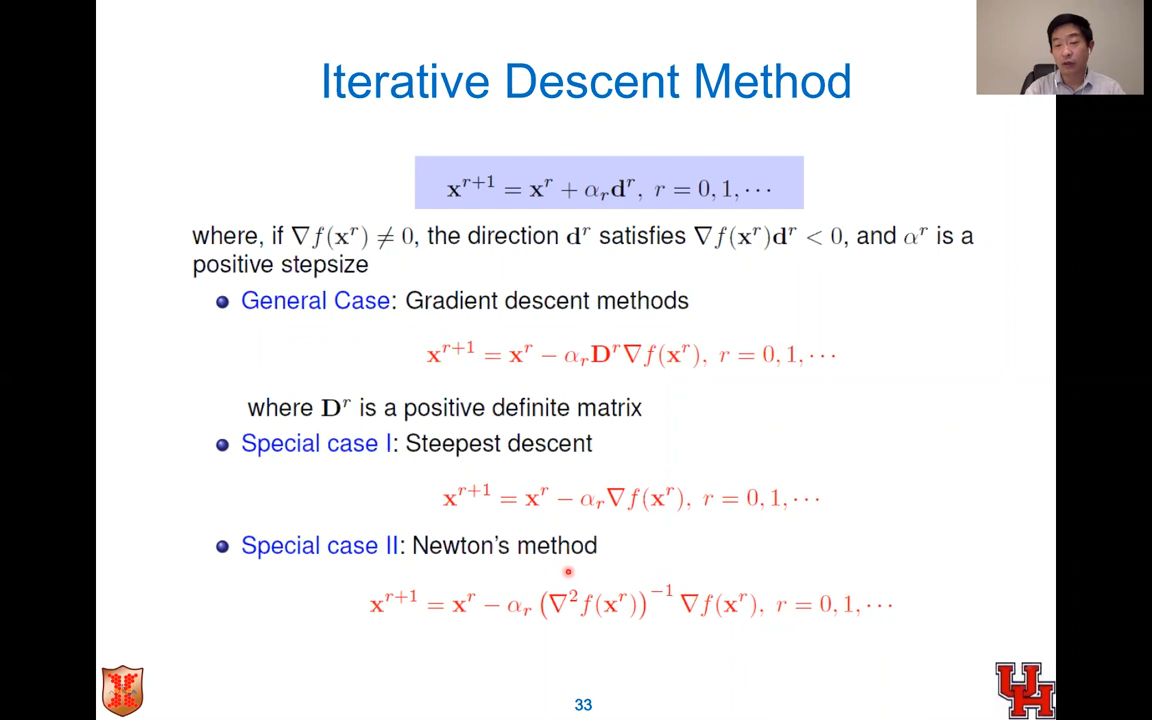 Iterative Descent Method
𝐱^{r+1} = 𝐱^r + α_r 𝐝^r, r = 0, 1, ⋯
where, if ∇f(𝐱^r) ≠ 0, the direction 𝐝^r satisfies ∇f(𝐱^r)𝐝^r < 0, and α^r is a
positive stepsize
General Case: Gradient descent methods
𝐱^{r+1} = 𝐱^r − α_r 𝐃^r ∇f(𝐱^r), r = 0, 1, ⋯
where 𝐃^r is a positive definite matrix
Special case I: Steepest descent
𝐱^{r+1} = 𝐱^r − α_r ∇f(𝐱^r), r = 0, 1, ⋯
Special case II: Newton's method
𝐱^{r+1} = 𝐱^r − α_r (∇²f(𝐱^r))^{−1} ∇f(𝐱^r), r = 0, 1, ⋯
33
UH